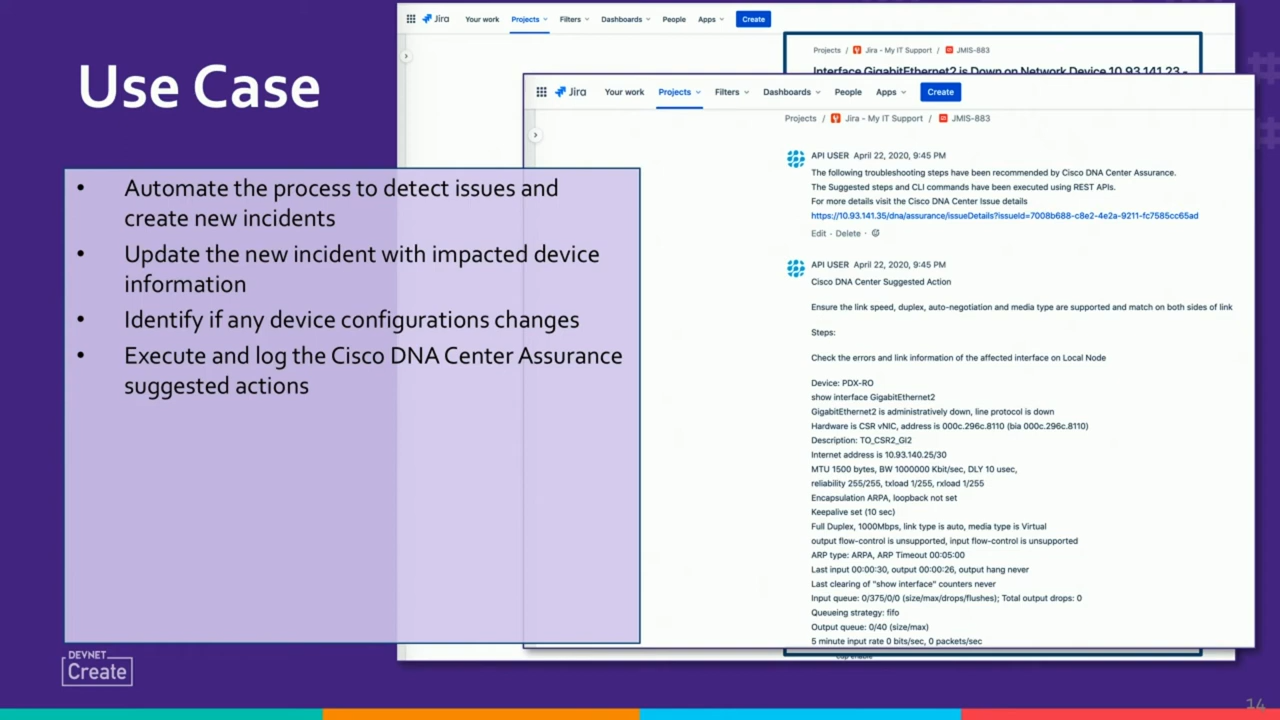 Use Case
• Automate the process to detect issues and
create new incidents
• Update the new incident with impacted device
information
• Identify if any device configurations changes
• Execute and log the Cisco DNA Center Assurance
suggested actions
Jira Your work Projects Filters Dashboards People Apps Create
Projects / Jira - My IT Support / JMIS-883
Interface GigabitEthernet2 is Down on Network Device 10.93.141.23 -
Jira Your work Projects Filters Dashboards People Apps Create
Projects / Jira - My IT Support / JMIS-883
API USER April 22, 2020, 9:45 PM
The following troubleshooting steps have been recommended by Cisco DNA Center Assurance.
The Suggested steps and CLI commands have been executed using REST APIs.
For more details visit the Cisco DNA Center Issue details
https://10.93.141.35/dna/assurance/issueDetails?issueId=7008b688-c8e2-4e2a-9211-fc7585cc65ad
Edit · Delete ·
API USER April 22, 2020, 9:45 PM
Cisco DNA Center Suggested Action
Ensure the link speed, duplex, auto-negotiation and media type are supported and match on both sides of link
Steps:
Check the errors and link information of the affected interface on Local Node
Device: PDX-RO
show interface GigabitEthernet2
GigabitEthernet2 is administratively down, line protocol is down
Hardware is CSR vNIC, address is 000c.296c.8110 (bia 000c.296c.8110)
Description: TO_CSR2_GI2
Internet address is 10.93.140.25/30
MTU 1500 bytes, BW 1000000 Kbit/sec, DLY 10 usec,
reliability 255/255, txload 1/255, rxload 1/255
Encapsulation ARPA, loopback not set
Keepalive set (10 sec)
Full Duplex, 1000Mbps, link type is auto, media type is Virtual
output flow-control is unsupported, input flow-control is unsupported
ARP type: ARPA, ARP Timeout 00:05:00
Last input 00:00:30, output 00:00:26, output hang never
Last clearing of "show interface" counters never
Input queue: 0/375/0/0 (size/max/drops/flushes); Total output drops: 0
Queueing strategy: fifo
Output queue: 0/40 (size/max)
5 minute input rate 0 bits/sec, 0 packets/sec
DEVNET
Create
14